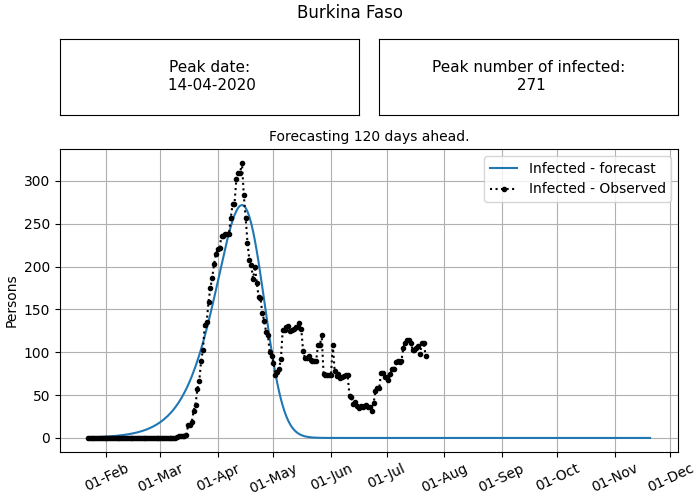 Burkina Faso
Peak date:
14-04-2020
Peak number of infected:
271
Forecasting 120 days ahead.
Infected - forecast
Infected - Observed
Persons
300
250
200
150
100
50
0
01-Feb
01-Mar
01-Apr
01-May
01-Jun
01-Jul
01-Aug
01-Sep
01-Oct
01-Nov
01-Dec